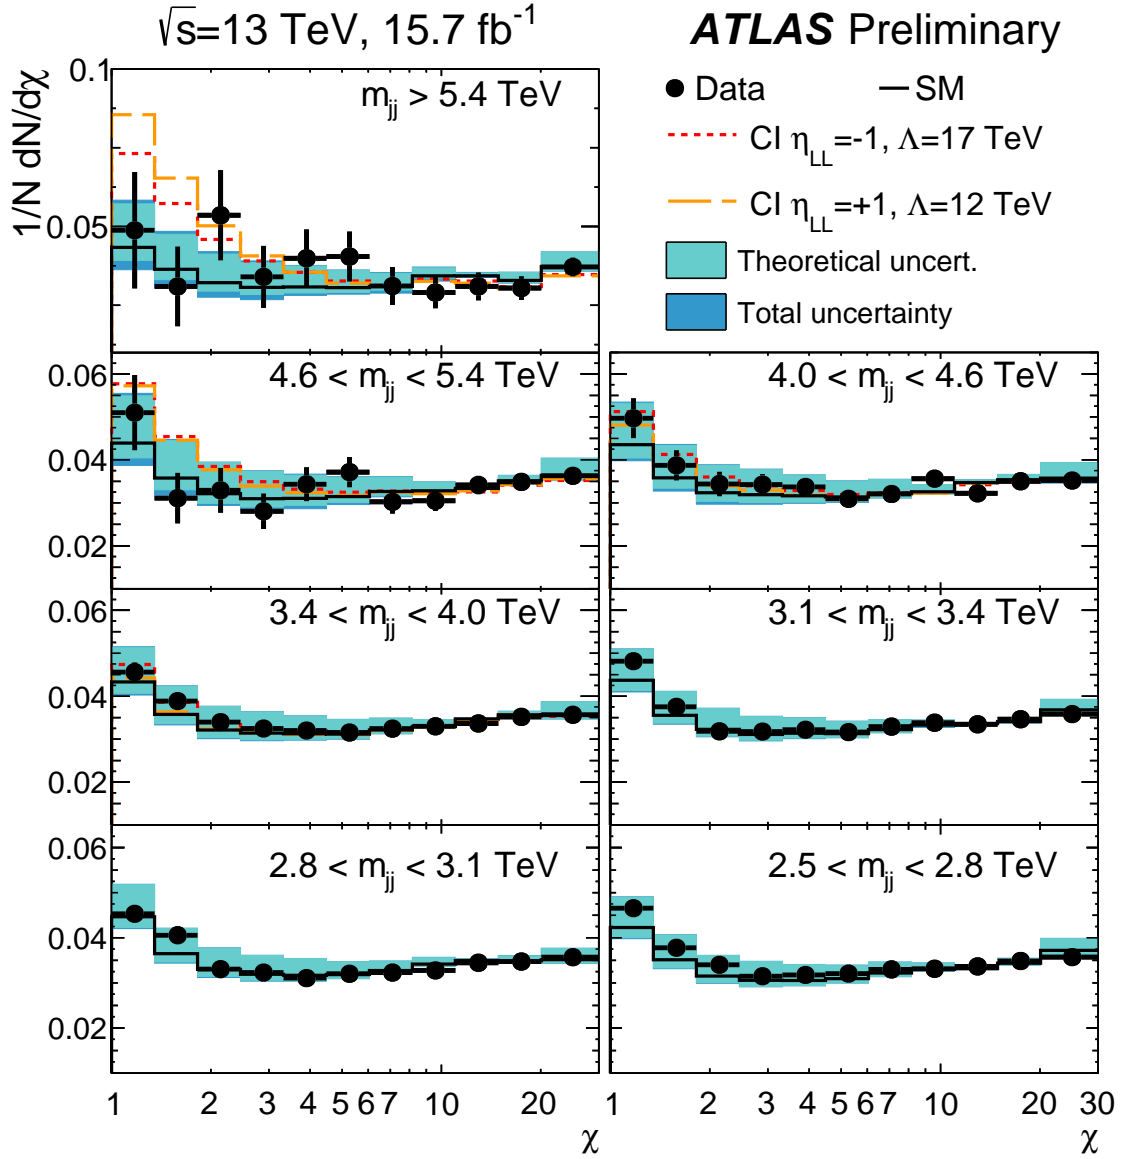 √s=13 TeV, 15.7 fb⁻¹
ATLAS Preliminary
1/N dN/dχ
0.1
0.05
m_jj > 5.4 TeV
Data
SM
CI η_LL=-1, Λ=17 TeV
CI η_LL=+1, Λ=12 TeV
Theoretical uncert.
Total uncertainty
0.06
0.04
0.02
4.6 < m_jj < 5.4 TeV
4.0 < m_jj < 4.6 TeV
0.06
0.04
0.02
3.4 < m_jj < 4.0 TeV
3.1 < m_jj < 3.4 TeV
0.06
0.04
0.02
2.8 < m_jj < 3.1 TeV
2.5 < m_jj < 2.8 TeV
1 2 3 4 5 6 7 10 20
χ
1 2 3 4 5 6 7 10 20 30
χ